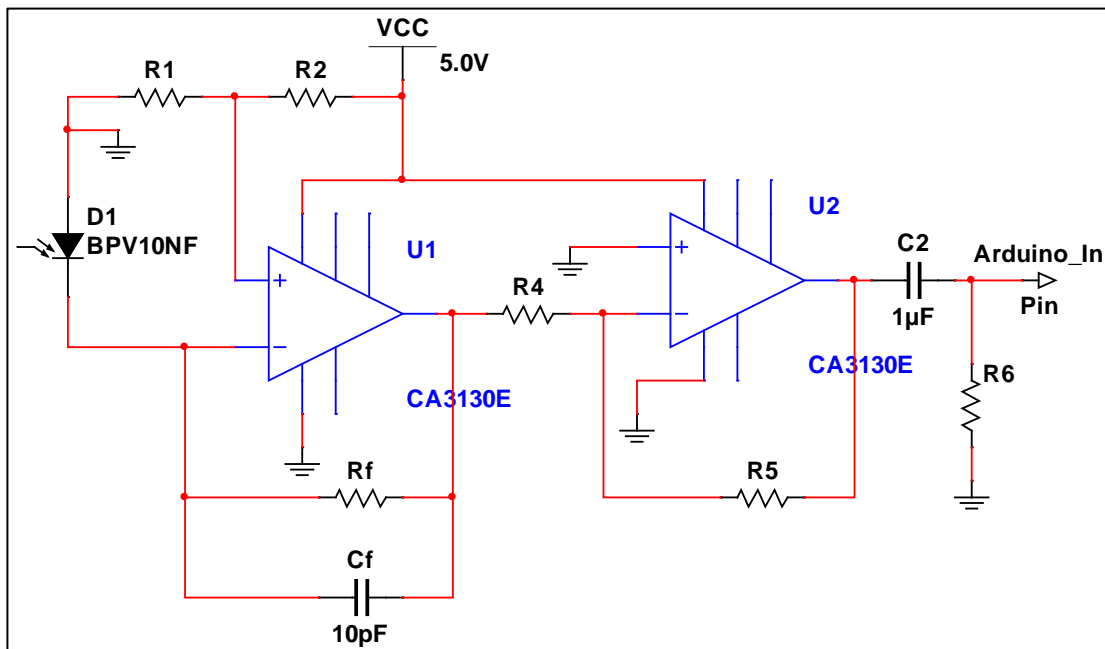 VCC
5.0V
R1
R2
D1
BPV10NF
U1
U2
+
−
CA3130E
R4
+
−
CA3130E
C2
1µF
Arduino_In
Pin
R6
Rf
R5
Cf
10pF